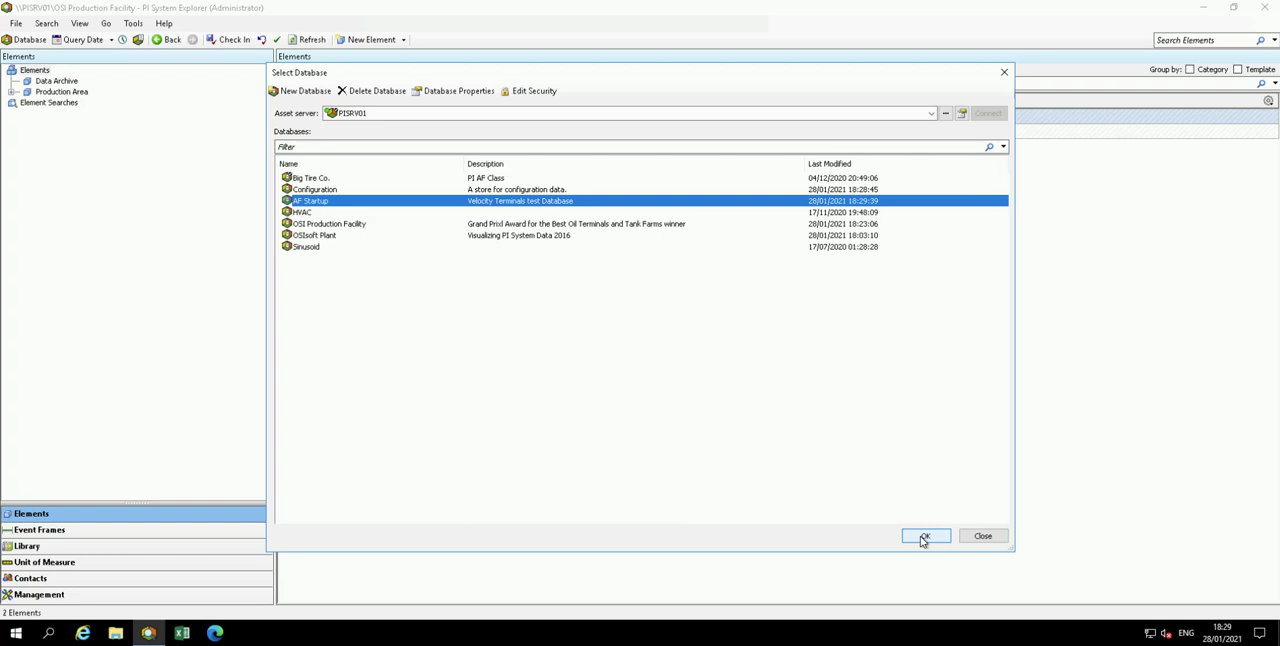 \\PISRV01\OSI Production Facility - PI System Explorer (Administrator)
File Search View Go Tools Help
Database Query Date Back Check In Refresh New Element Search Elements
Elements
Elements
Data Archive
Production Area
Element Searches
Elements
Group by: Category Template
Select Database
New Database Delete Database Database Properties Edit Security
Asset server: PISRV01 Connect
Databases:
Filter
Name Description Last Modified
Big Tire Co. PI AF Class 04/12/2020 20:49:06
Configuration A store for configuration data. 28/01/2021 18:28:45
AF Startup Velocity Terminals test Database 28/01/2021 18:29:39
HVAC 17/11/2020 19:48:09
OSI Production Facility Grand Prixl Award for the Best Oil Terminals and Tank Farms winner 28/01/2021 18:23:06
OSIsoft Plant Visualizing PI System Data 2016 28/01/2021 18:03:10
Sinusoid 17/07/2020 01:28:28
OK Close
Elements
Event Frames
Library
Unit of Measure
Contacts
Management
2 Elements
ENG 18:29
28/01/2021